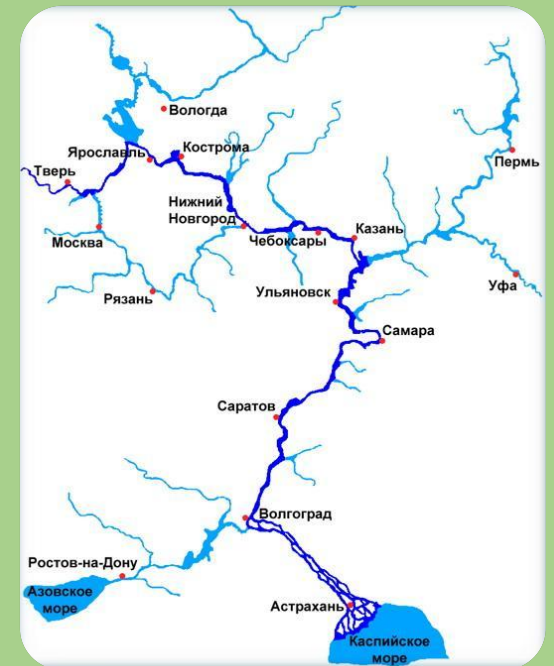 Вологда
Ярославль
Кострома
Тверь
Пермь
Нижний
Новгород
Москва
Чебоксары
Казань
Рязань
Ульяновск
Уфа
Самара
Саратов
Волгоград
Ростов-на-Дону
Азовское
море
Астрахань
Каспийское
море